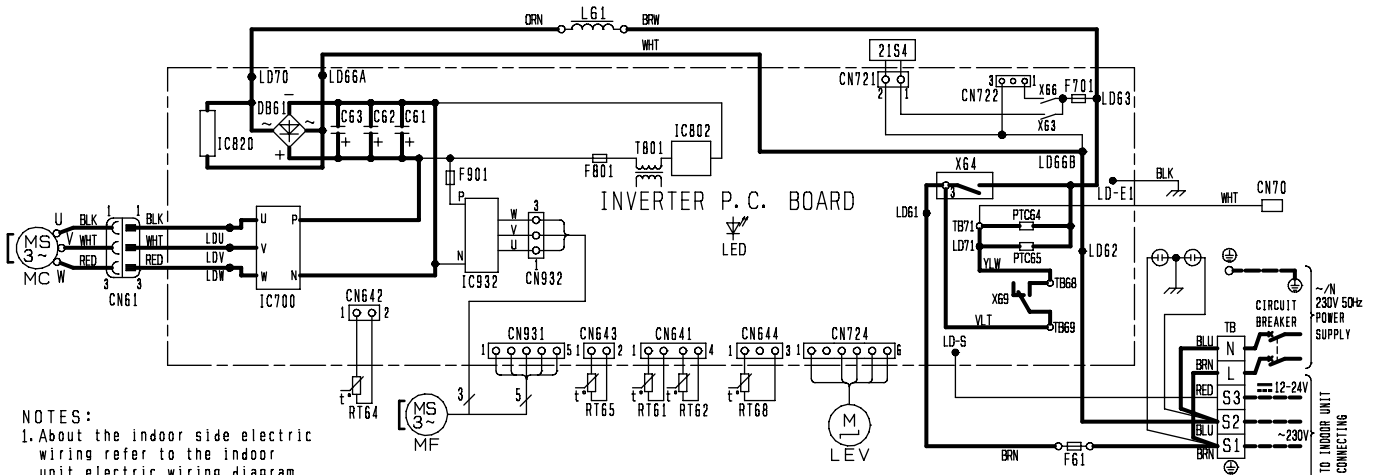 ORN L61 BRW
WHT
LD70 LD66A
DB61
IC820
C63 C62 C61
F901
F801
T801
IC802
INVERTER P.C. BOARD
LED
21S4
CN721
2 1
CN722
3 1
X66
X63
F701
LD63
LD66B
X64
3
LD-E1
BLK
WHT
CN70
LD61
TB71
LD71
PTC64
PTC65
LD62
YLW
X69
TB68
TB69
VLT
LD-S
MS
3~
MC
U
V
W
BLK
WHT
RED
1 1
3 3
CN61
BLK
WHT
RED
LDU
LDV
LDW
U
V
W
P
N
IC700
P
N
IC932
W
V
U
3
1
CN932
CN642
1 2
t°
RT64
CN931
1 5
3
5
MS
3~
MF
CN643
1 2
t°
RT65
CN641
1 4
t° t°
RT61 RT62
CN644
1 3
t°
RT68
CN724
1 6
M
LEV
BRN
F61
~/N
230V 50Hz
POWER
SUPPLY
CIRCUIT
BREAKER
TB
BLU
N
BRN
L
RED
S3
S2
BLU
S1
BRN
12-24V
~230V
TO INDOOR UNIT
CONNECTING
NOTES:
1. About the indoor side electric
wiring refer to the indoor
unit electric wiring diagram